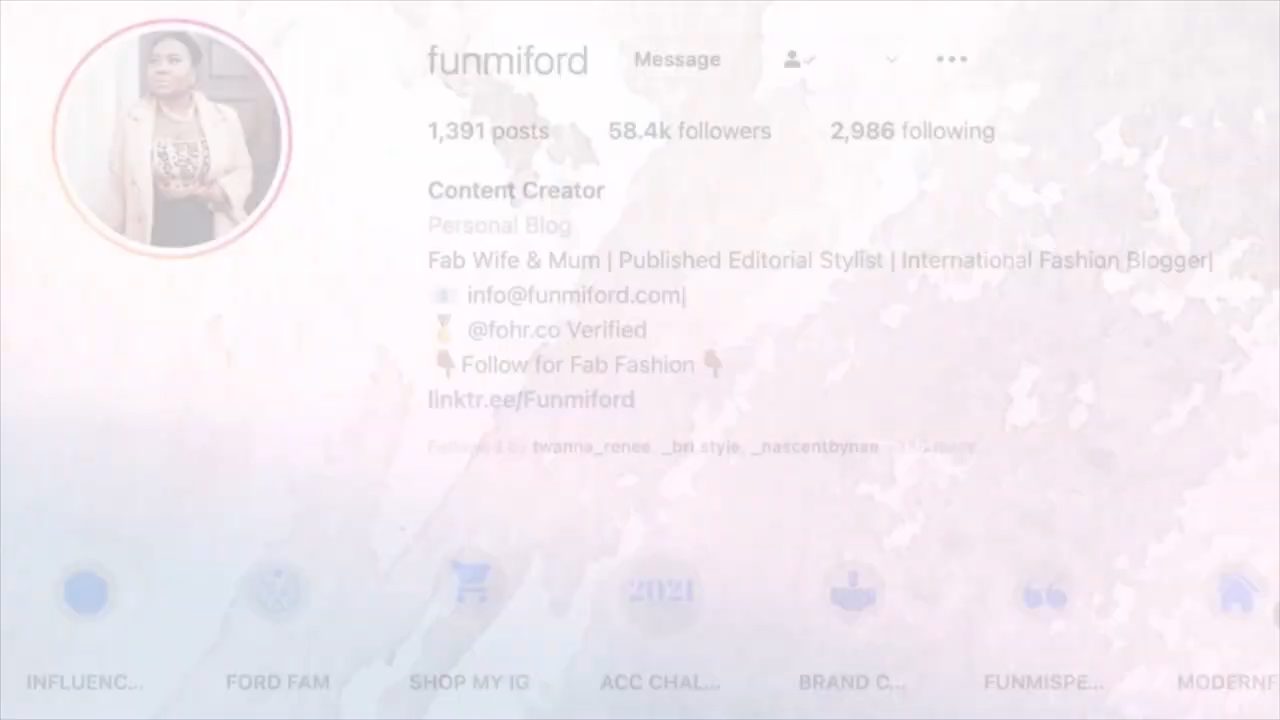 funmiford Message
1,391 posts 58.4k followers 2,986 following
Content Creator
Personal Blog
Fab Wife & Mum | Published Editorial Stylist | International Fashion Blogger|
info@funmiford.com|
@fohr.co Verified
Follow for Fab Fashion
linktr.ee/Funmiford
Followed by twanna_renee, _bri.style, _nascentbynae
2021
INFLUENC... FORD FAM SHOP MY IG ACC CHAL... BRAND C... FUNMISPE... MODERNF